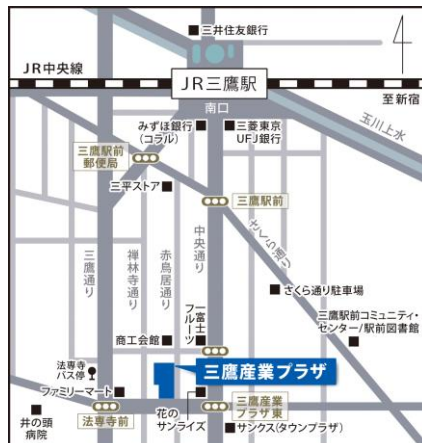 三井住友銀行
JR中央線
JR三鷹駅
至新宿
南口
玉川上水
みずほ銀行
(コラル)
三菱東京
UFJ銀行
三鷹駅前
郵便局
三平ストア
三鷹駅前
さくら通り
三鷹通り
禅林寺通り
赤鳥居通り
中央通り
さくら通り駐車場
三鷹駅前コミュニティ・
センター/駅前図書館
商工会館
一富士
フルーツ
法専寺
バス停
三鷹産業プラザ
ファミリーマート
井の頭
病院
法専寺前
花の
サンライズ
三鷹産業
プラザ東
サンクス(タウンプラザ)